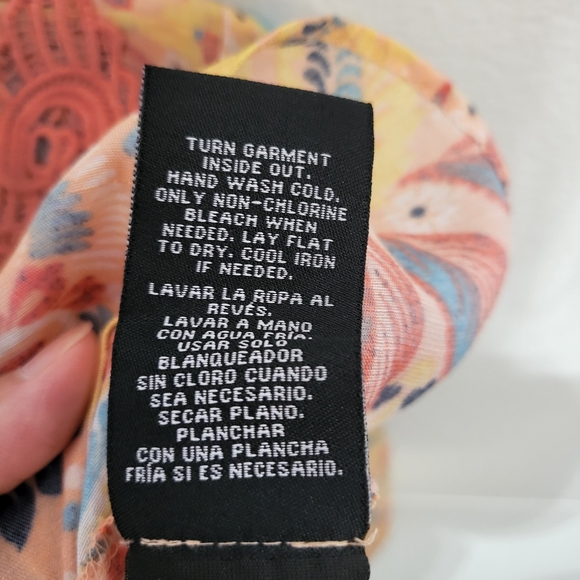 TURN GARMENT
INSIDE OUT.
HAND WASH COLD.
ONLY NON-CHLORINE
BLEACH WHEN
NEEDED. LAY FLAT
TO DRY. COOL IRON
IF NEEDED.
LAVAR LA ROPA AL
REVÉS.
LAVAR A MANO
CON AGUA FRÍA.
USAR SOLO
BLANQUEADOR
SIN CLORO CUANDO
SEA NECESARIO.
SECAR PLANO.
PLANCHAR
CON UNA PLANCHA
FRÍA SI ES NECESARIO.